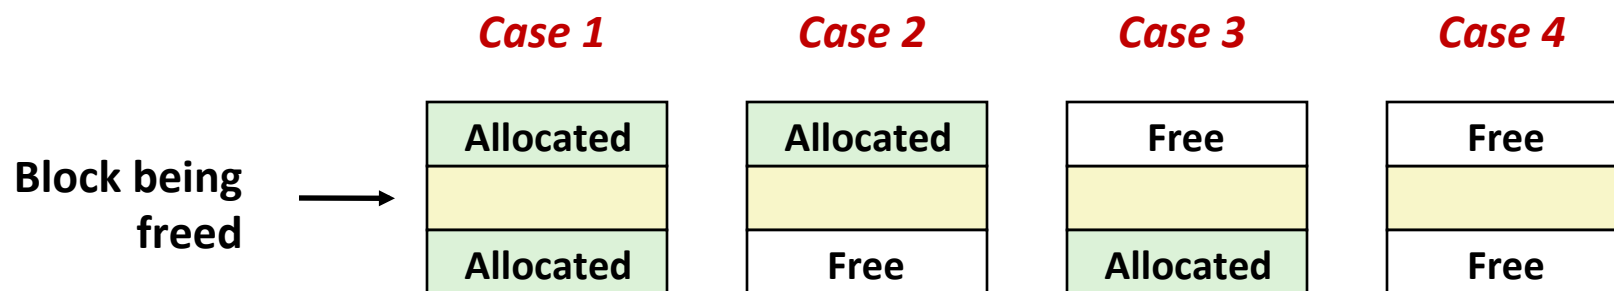 Case 1 Case 2 Case 3 Case 4
Allocated Allocated Free Free
Block being
freed
Allocated Free Allocated Free